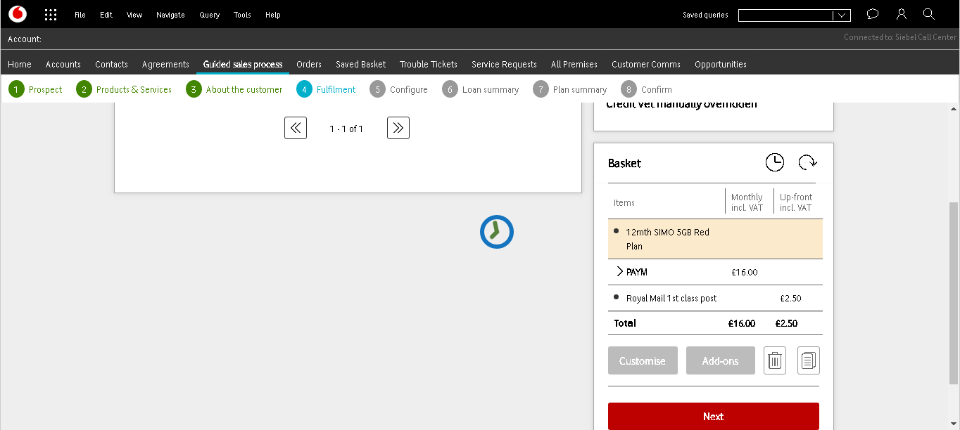 File Edit View Navigate Query Tools Help Saved queries
Account: Connected to: Siebel Call Center
Home Accounts Contacts Agreements Guided sales process Orders Saved Basket Trouble Tickets Service Requests All Premises Customer Comms Opportunities
1 Prospect 2 Products & Services 3 About the customer 4 Fulfilment 5 Configure 6 Loan summary 7 Plan summary 8 Confirm
Credit Vet manually overridden
1 - 1 of 1
Basket
Items Monthly incl. VAT Up-front incl. VAT
12mth SIMO 5GB Red
Plan
PAYM £16.00
Royal Mail 1st class post £2.50
Total £16.00 £2.50
Customise Add-ons
Next